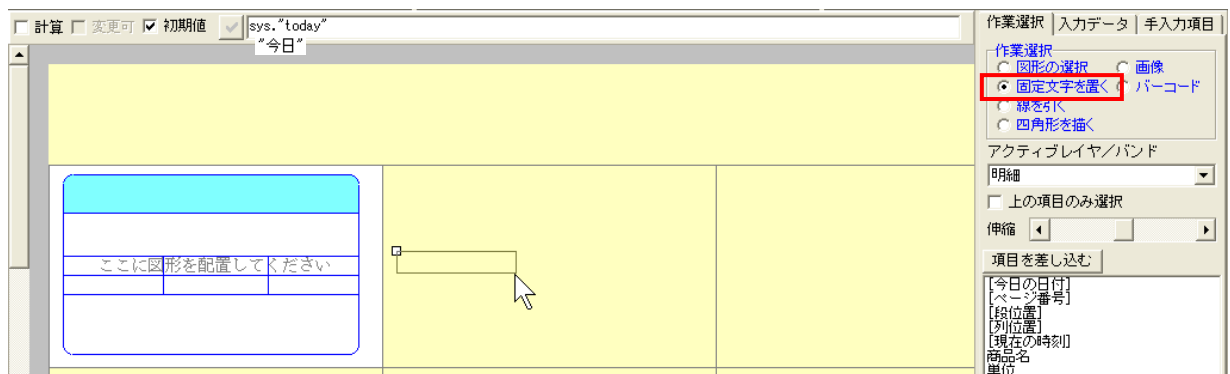 計算 変更可 初期値 sys."today"
"今日"
作業選択 入力データ 手入力項目
作業選択
図形の選択 画像
固定文字を置く バーコード
線を引く
四角形を描く
アクティブレイヤ／バンド
明細
上の項目のみ選択
伸縮
項目を差し込む
[今日の日付]
[ページ番号]
[段位置]
[列位置]
[現在の時刻]
商品名
単位
ここに図形を配置してください